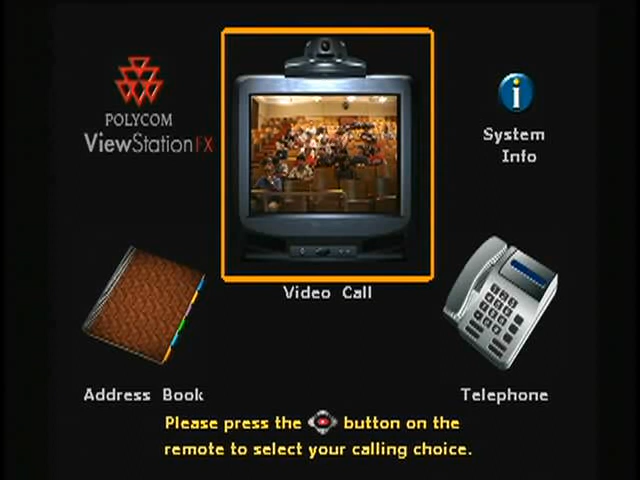 POLYCOM
ViewStationFX
System
Info
Video Call
Address Book
Telephone
Please press the button on the
remote to select your calling choice.